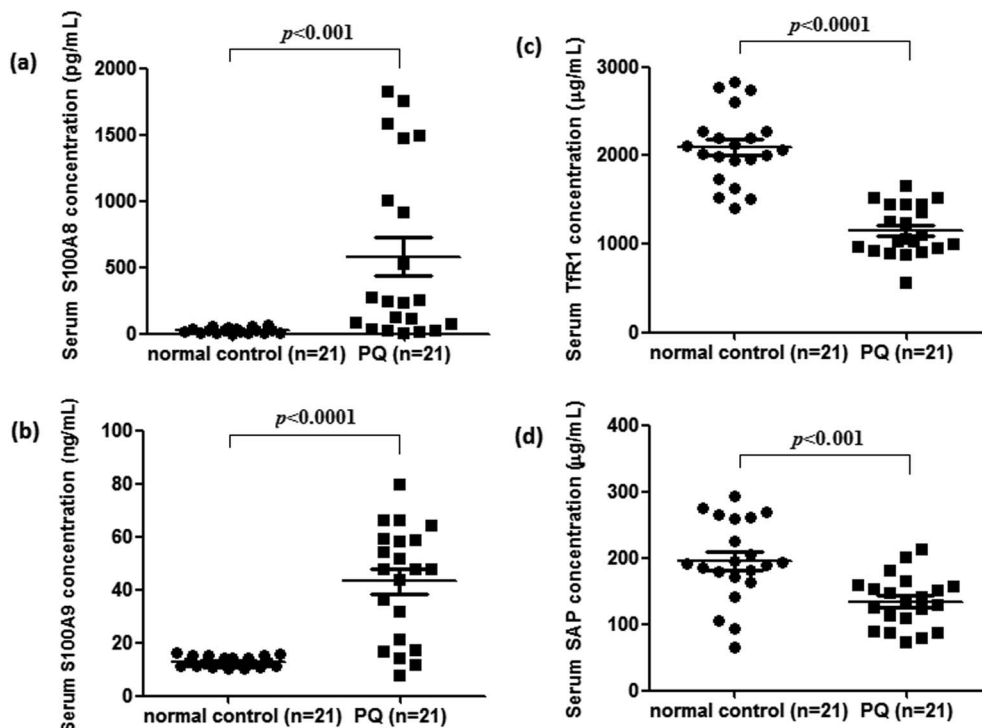 (a)
p<0.001
Serum S100A8 concentration (pg/mL)
2000
1500
1000
500
0
normal control (n=21) PQ (n=21)
(c)
p<0.0001
Serum TfR1 concentration (µg/mL)
3000
2000
1000
0
normal control (n=21) PQ (n=21)
(b)
p<0.0001
Serum S100A9 concentration (ng/mL)
100
80
60
40
20
0
normal control (n=21) PQ (n=21)
(d)
p<0.001
Serum SAP concentration (µg/mL)
400
300
200
100
0
normal control (n=21) PQ (n=21)